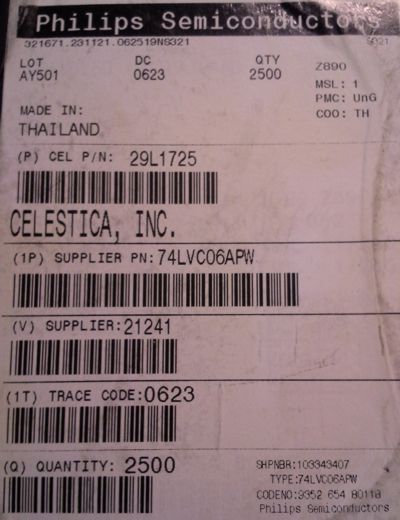 Philips Semiconductors
321671.231121.062519NS321
LOT DC QTY Z890
AY501 0623 2500
MSL: 1
PMC: UnG
COO: TH
MADE IN:
THAILAND
(P) CEL P/N: 29L1725
CELESTICA, INC.
(1P) SUPPLIER PN:74LVC06APW
(V) SUPPLIER:21241
(1T) TRACE CODE:0623
(Q) QUANTITY: 2500
SHPNBR:103343407
TYPE:74LVC06APW
CODENO:9352 654 80118
Philips Semiconductors